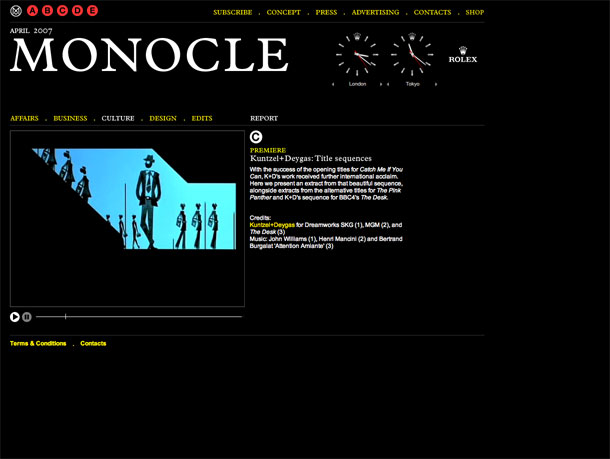 A B C D E
SUBSCRIBE . CONCEPT . PRESS . ADVERTISING . CONTACTS . SHOP
APRIL 2007
MONOCLE
London
Tokyo
ROLEX
AFFAIRS . BUSINESS . CULTURE . DESIGN . EDITS
REPORT
C
PREMIERE
Kuntzel+Deygas: Title sequences
With the success of the opening titles for Catch Me If You
Can, K+D's work received further international acclaim.
Here we present an extract from that beautiful sequence,
alongside extracts from the alternative titles for The Pink
Panther and K+D's sequence for BBC4's The Desk.
Credits:
Kuntzel+Deygas for Dreamworks SKG (1), MGM (2), and
The Desk (3)
Music: John Williams (1), Henri Mancini (2) and Bertrand
Burgalat 'Attention Amiante' (3)
Terms & Conditions . Contacts